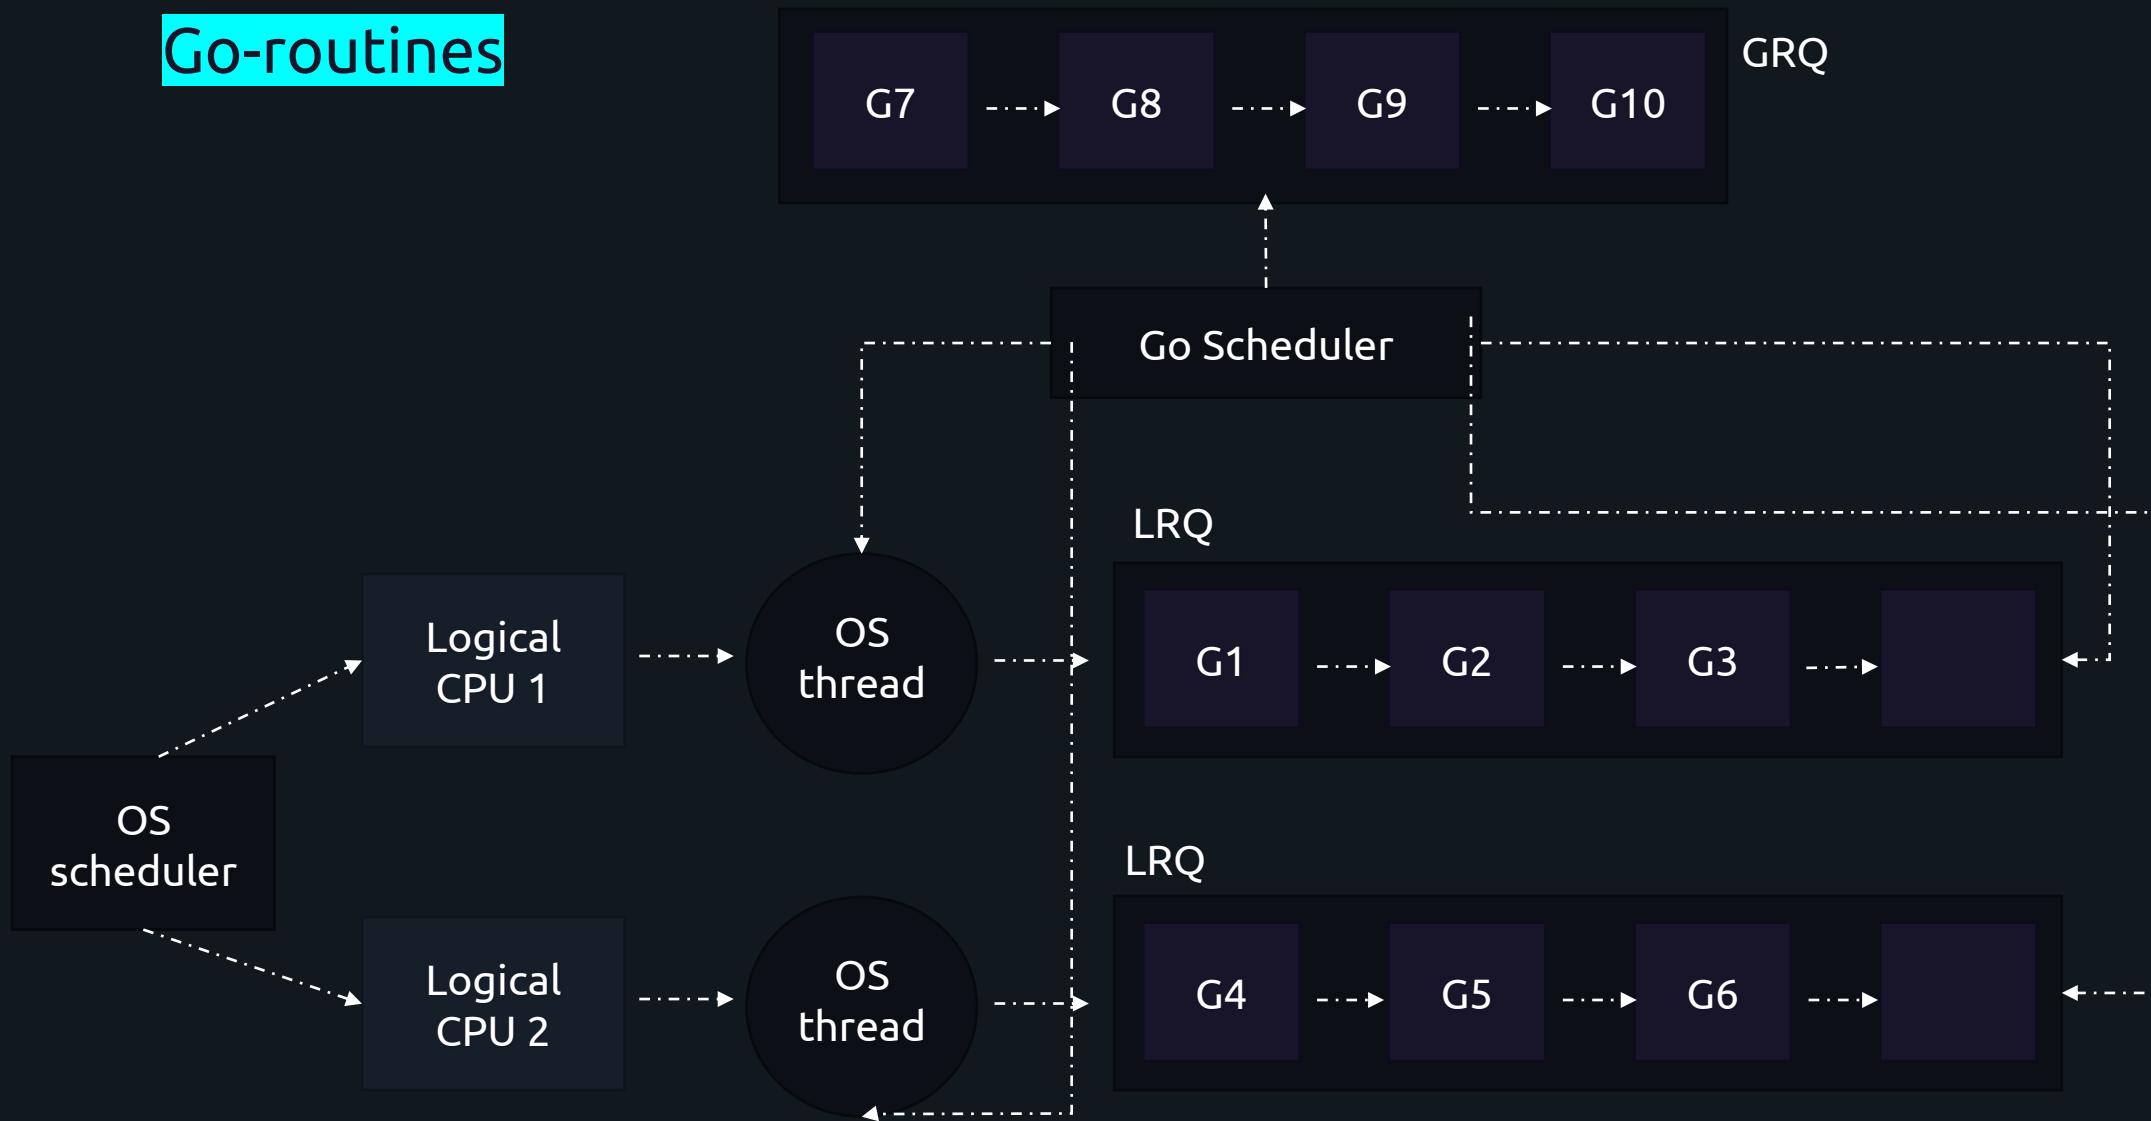 Go-routines
GRQ
G7
G8
G9
G10
Go Scheduler
LRQ
Logical
CPU 1
OS
thread
G1
G2
G3
OS
scheduler
LRQ
Logical
CPU 2
OS
thread
G4
G5
G6